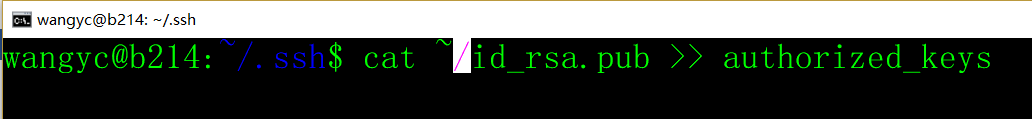 wangyc@b214: ~/.ssh
wangyc@b214:~/.ssh$ cat ~/id_rsa.pub >> authorized_keys